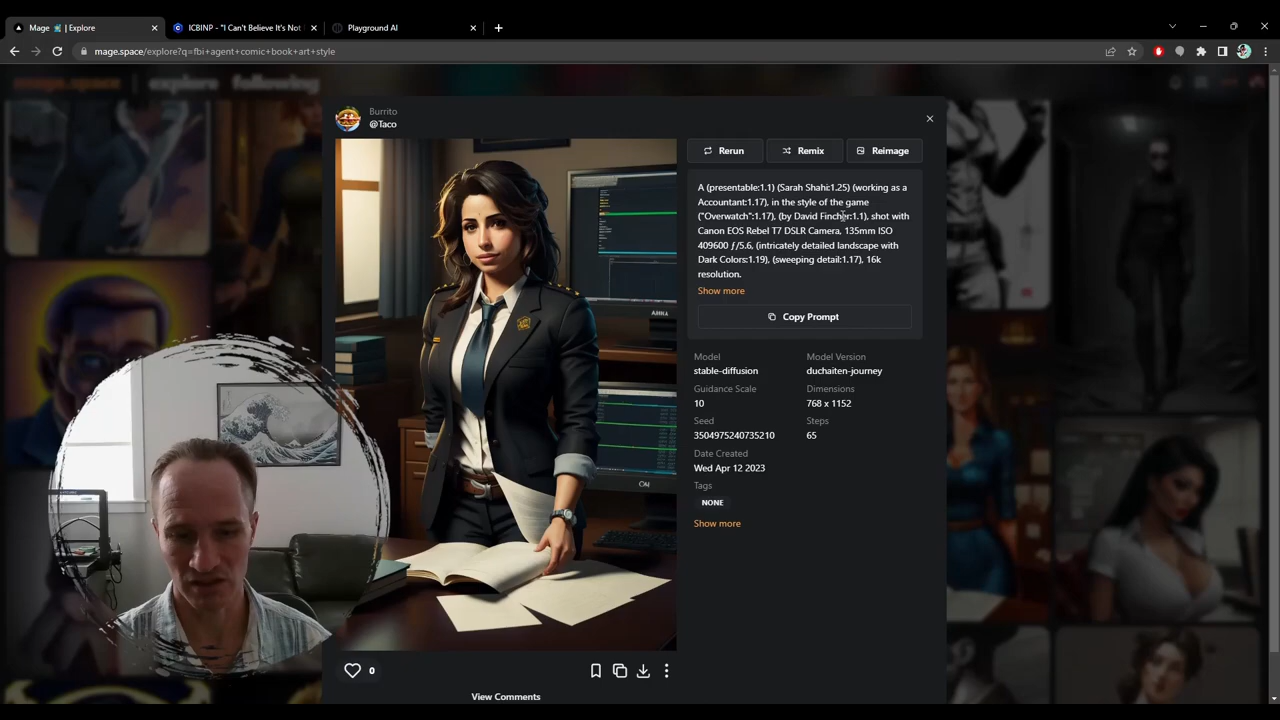 Mage | Explore
ICBINP - "I Can't Believe It's Not
Playground AI
mage.space/explore?q=fbi+agent+comic+book+art+style
mage.space explore following
Burrito
@Taco
Rerun Remix Reimage
A (presentable:1.1) (Sarah Shahi:1.25) (working as a
Accountant:1.17), in the style of the game
("Overwatch":1.17), (by David Fincher:1.1), shot with
Canon EOS Rebel T7 DSLR Camera, 135mm ISO
409600 ƒ/5.6, (intricately detailed landscape with
Dark Colors:1.19), (sweeping detail:1.17), 16k
resolution.
Show more
Copy Prompt
Model Model Version
stable-diffusion duchaiten-journey
Guidance Scale Dimensions
10 768 x 1152
Seed Steps
3504975240735210 65
Date Created
Wed Apr 12 2023
Tags
NONE
Show more
0
View Comments